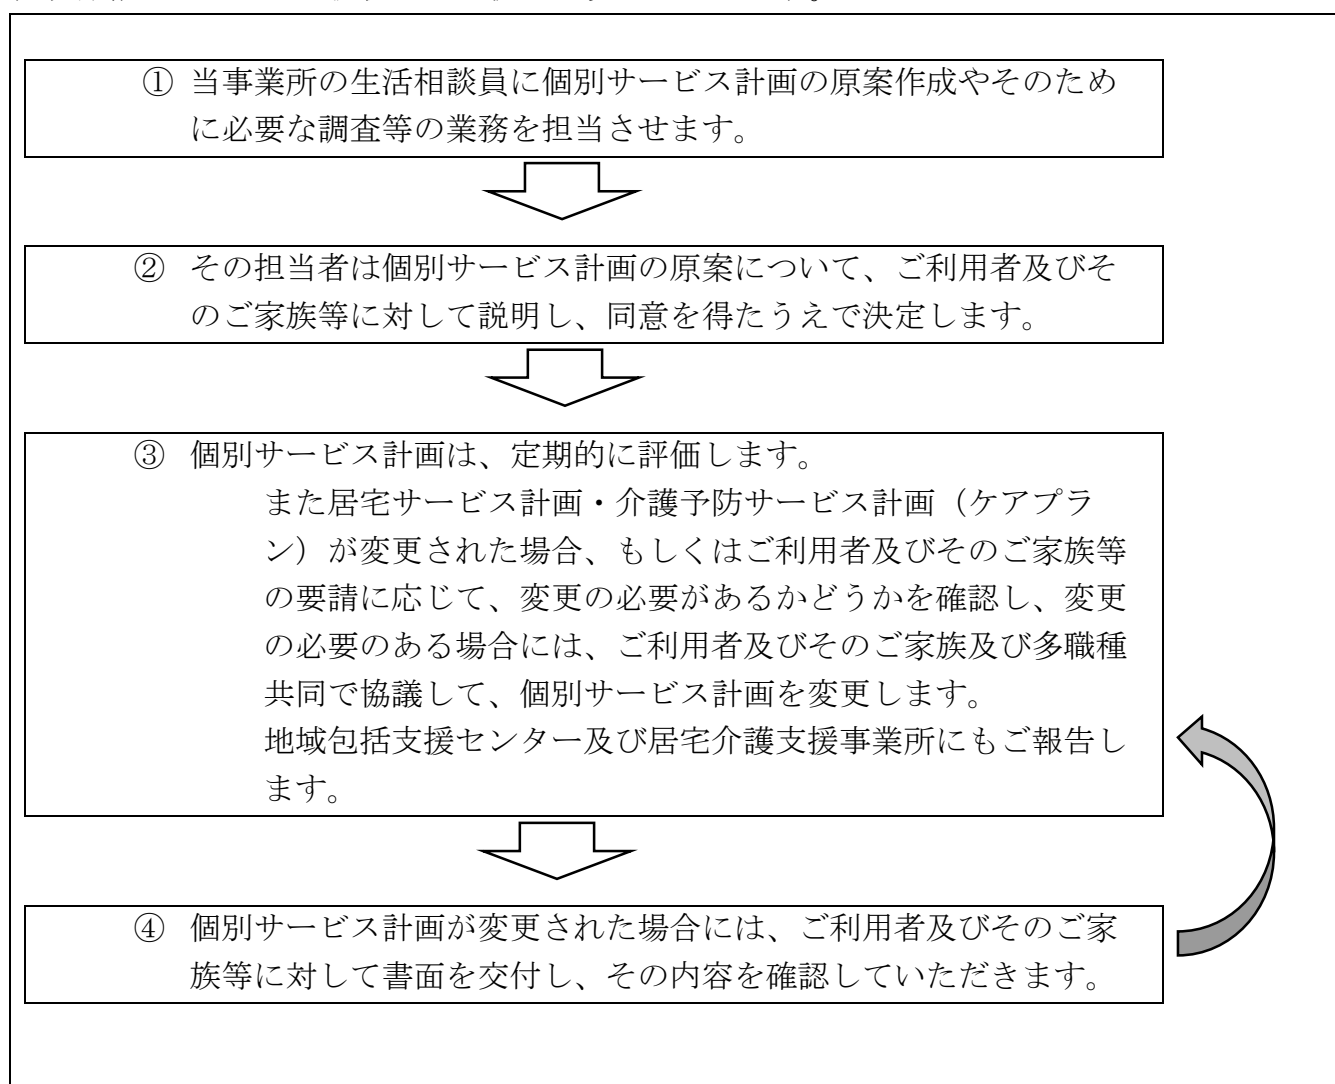 ① 当事業所の生活相談員に個別サービス計画の原案作成やそのため
に必要な調査等の業務を担当させます。
② その担当者は個別サービス計画の原案について、ご利用者及びそ
のご家族等に対して説明し、同意を得たうえで決定します。
③ 個別サービス計画は、定期的に評価します。
また居宅サービス計画・介護予防サービス計画（ケアプラ
ン）が変更された場合、もしくはご利用者及びそのご家族等
の要請に応じて、変更の必要があるかどうかを確認し、変更
の必要のある場合には、ご利用者及びそのご家族及び多職種
共同で協議して、個別サービス計画を変更します。
地域包括支援センター及び居宅介護支援事業所にもご報告し
ます。
④ 個別サービス計画が変更された場合には、ご利用者及びそのご家
族等に対して書面を交付し、その内容を確認していただきます。